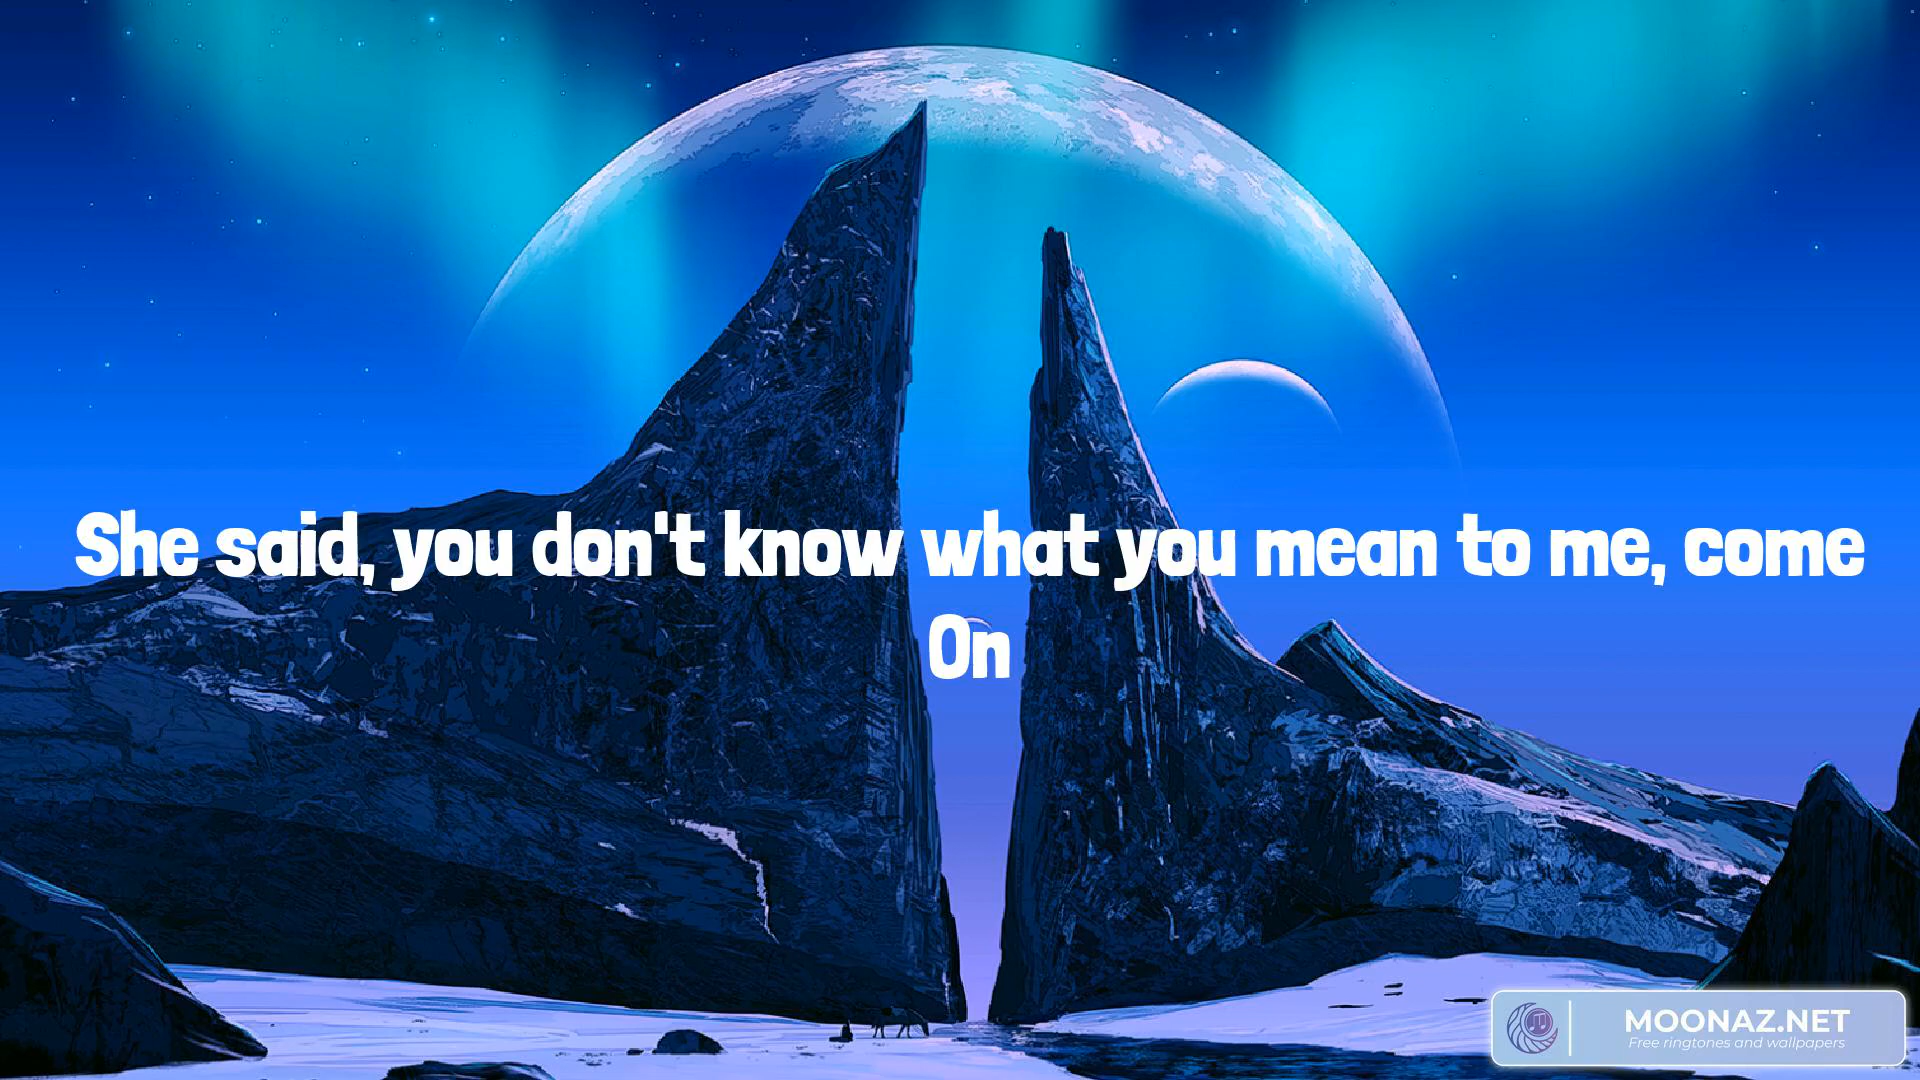 She said, you don't know what you mean to me, come
On
MOONAZ.NET
Free ringtones and wallpapers